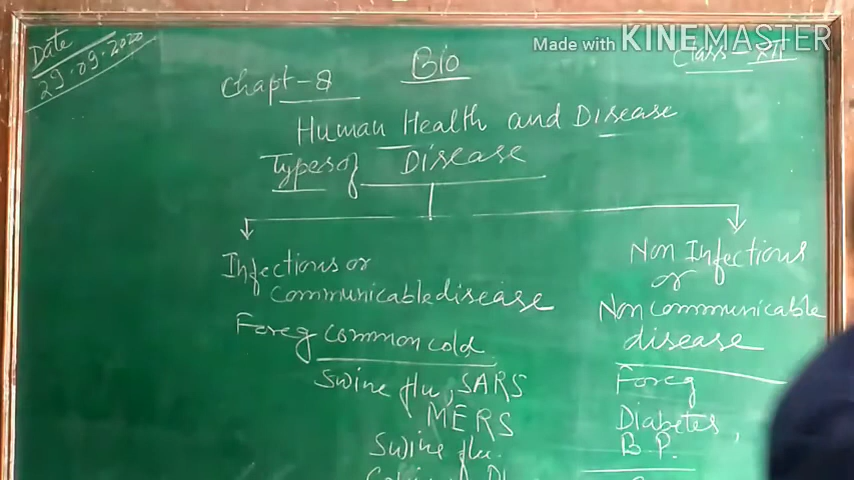 Date
29.09.2020
Made with KINEMASTER
Bio
Class - XII
Chapt-8
Human Health and Disease
Types of Disease
Infectious or
communicable disease
For eg common cold
Swine flu, SARS
MERS
Swine flu.
Non Infectious
or
Non communicable
disease
For eg
Diabetes,
B.P.